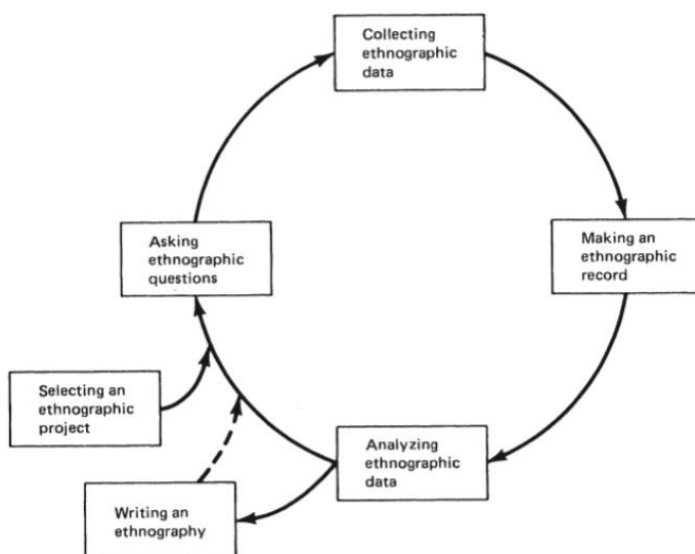 Collecting
ethnographic
data
Asking
ethnographic
questions
Making an
ethnographic
record
Selecting an
ethnographic
project
Analyzing
ethnographic
data
Writing an
ethnography